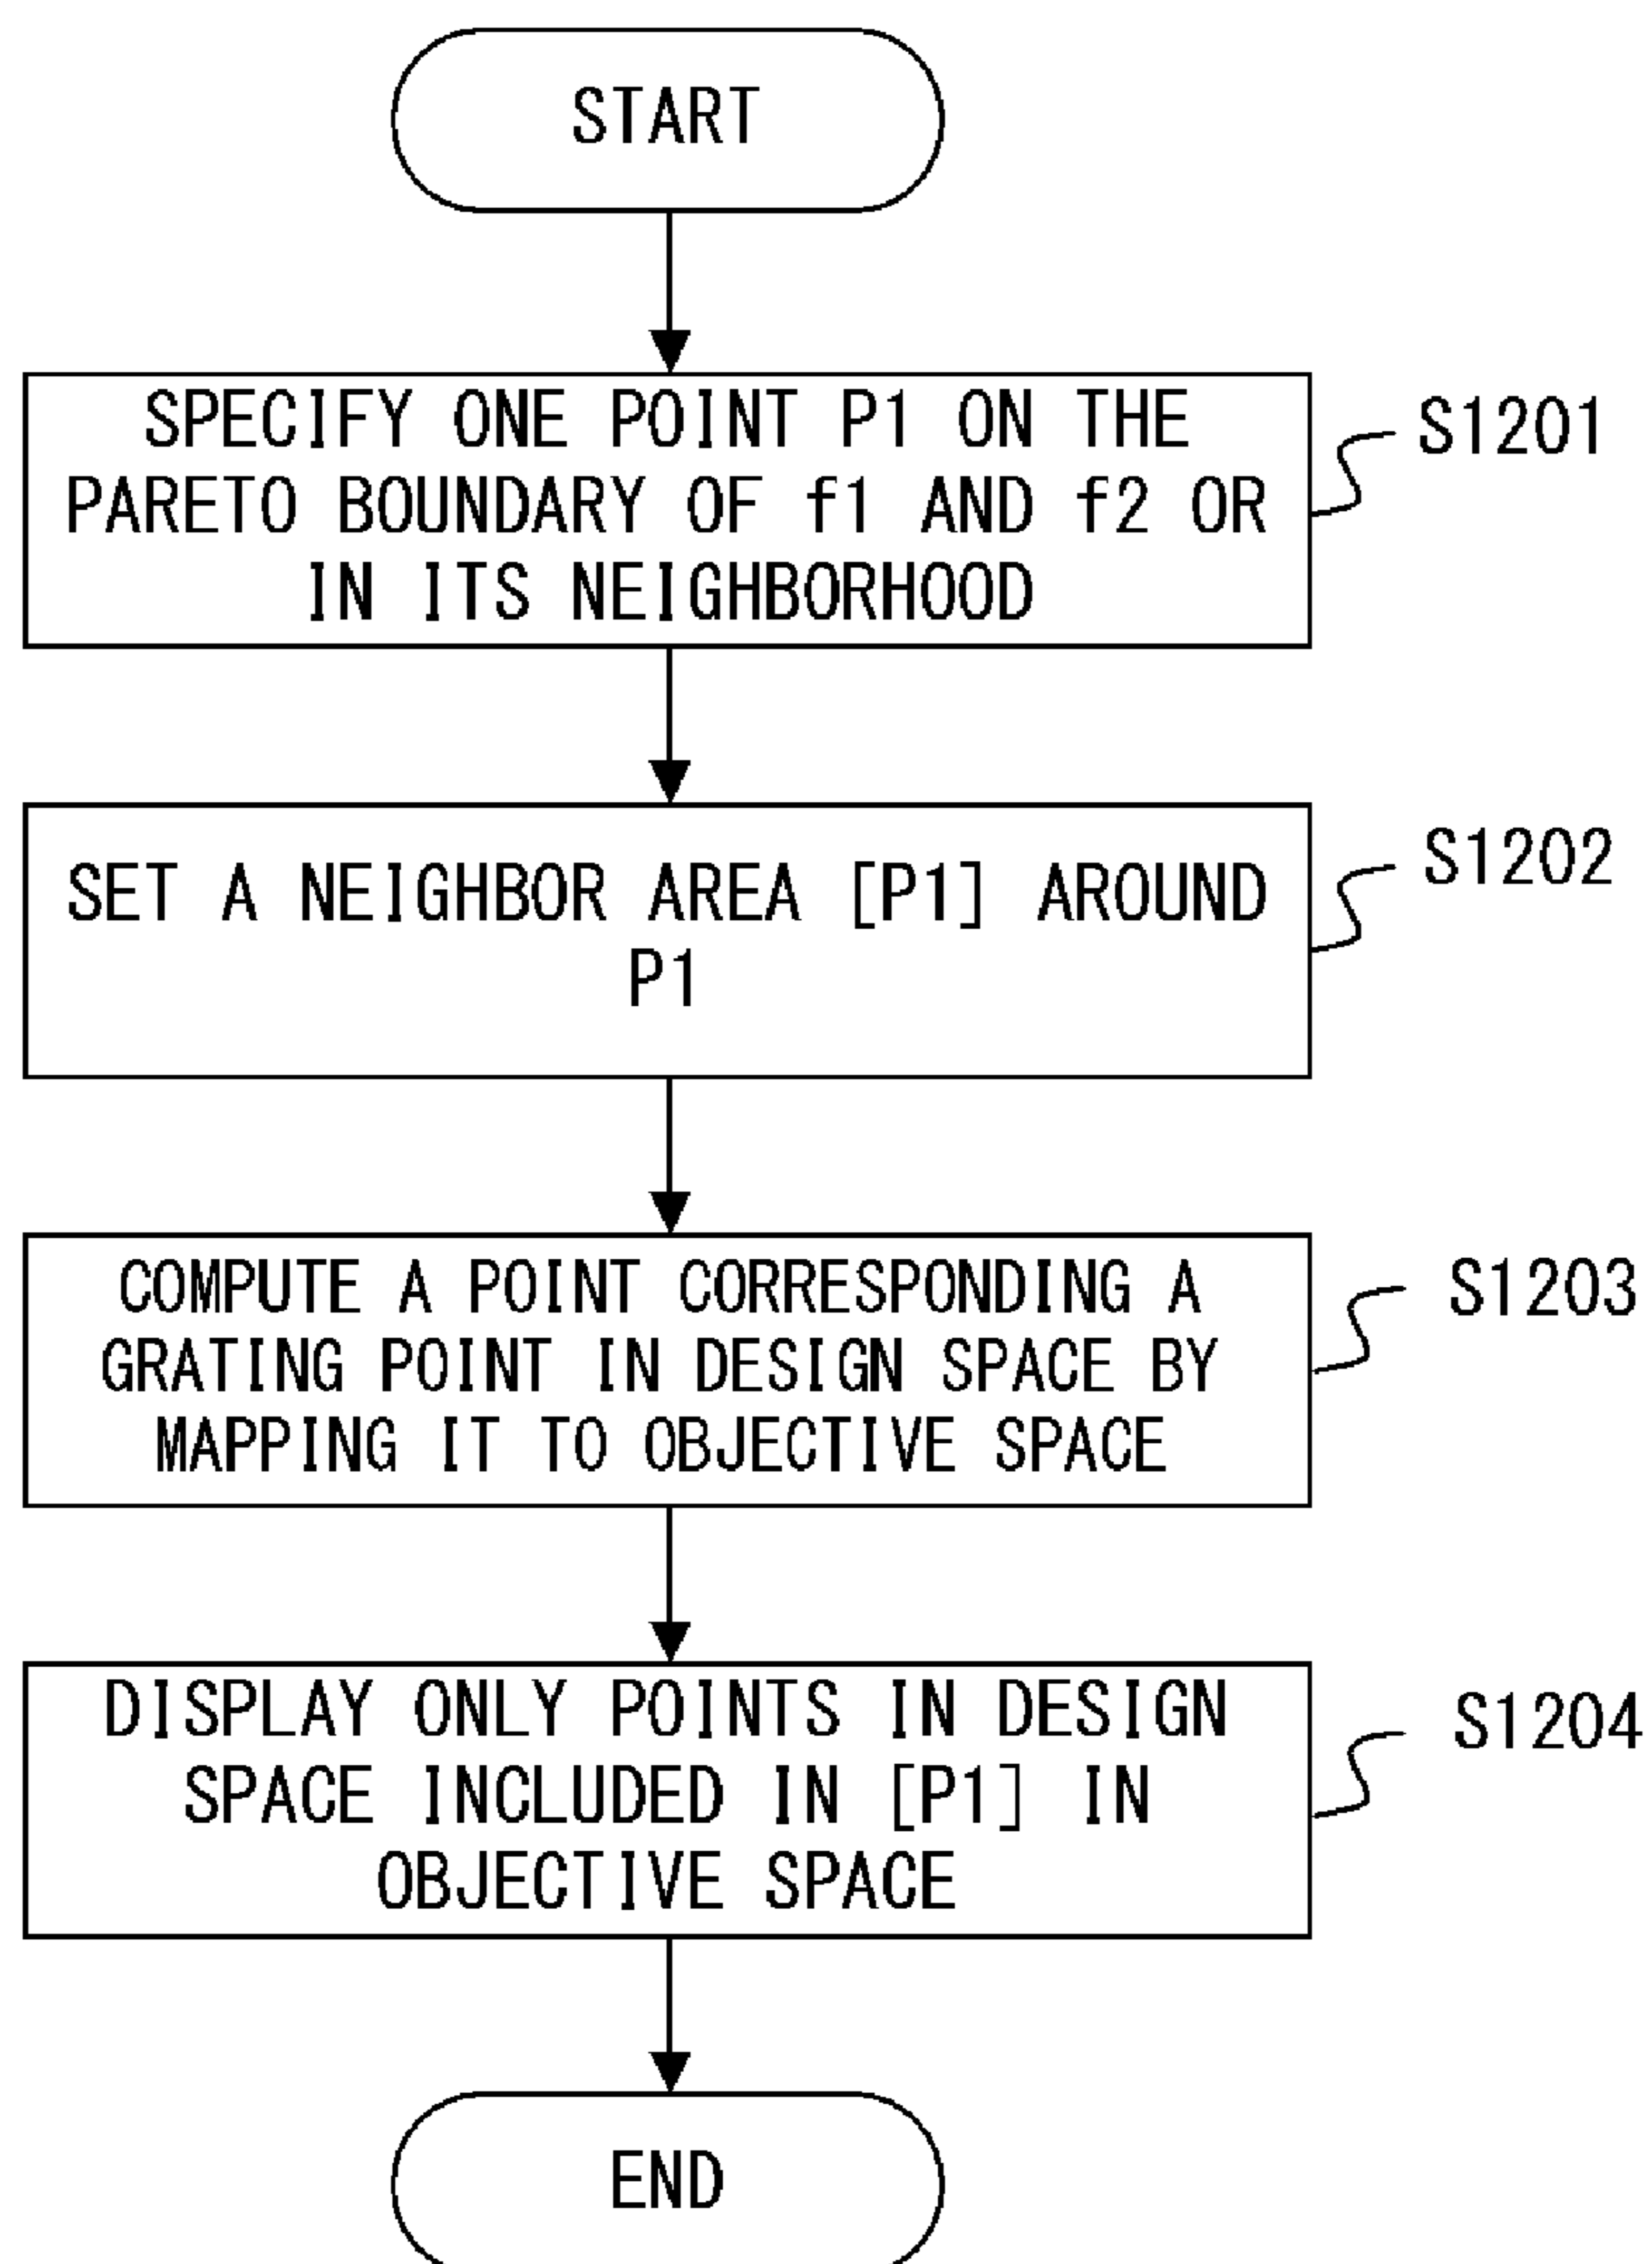 START
SPECIFY ONE POINT P1 ON THE
PARETO BOUNDARY OF f1 AND f2 OR
IN ITS NEIGHBORHOOD
S1201
SET A NEIGHBOR AREA [P1] AROUND
P1
S1202
COMPUTE A POINT CORRESPONDING A
GRATING POINT IN DESIGN SPACE BY
MAPPING IT TO OBJECTIVE SPACE
S1203
DISPLAY ONLY POINTS IN DESIGN
SPACE INCLUDED IN [P1] IN
OBJECTIVE SPACE
S1204
END